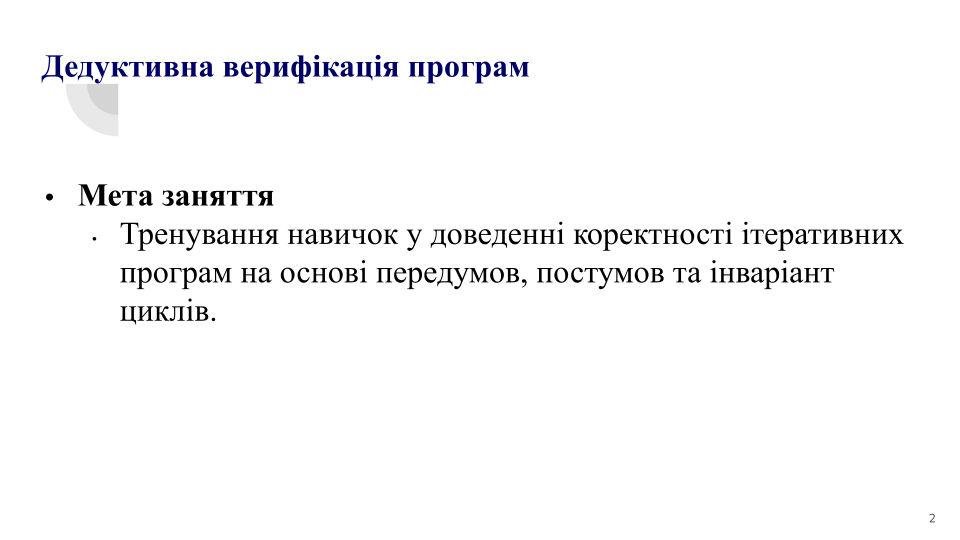 Дедуктивна верифікація програм
• Мета заняття
• Тренування навичок у доведенні коректності ітеративних
програм на основі передумов, постумов та інваріант
циклів.
2